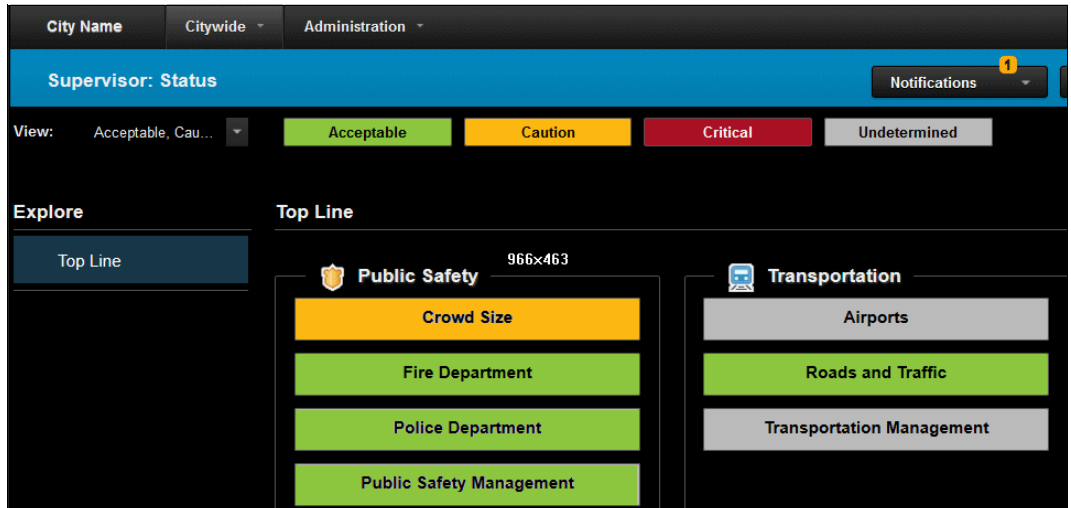 City Name Citywide Administration
Supervisor: Status Notifications 1
View: Acceptable, Cau... Acceptable Caution Critical Undetermined
Explore Top Line
Top Line
966×463
Public Safety Transportation
Crowd Size Airports
Fire Department Roads and Traffic
Police Department Transportation Management
Public Safety Management